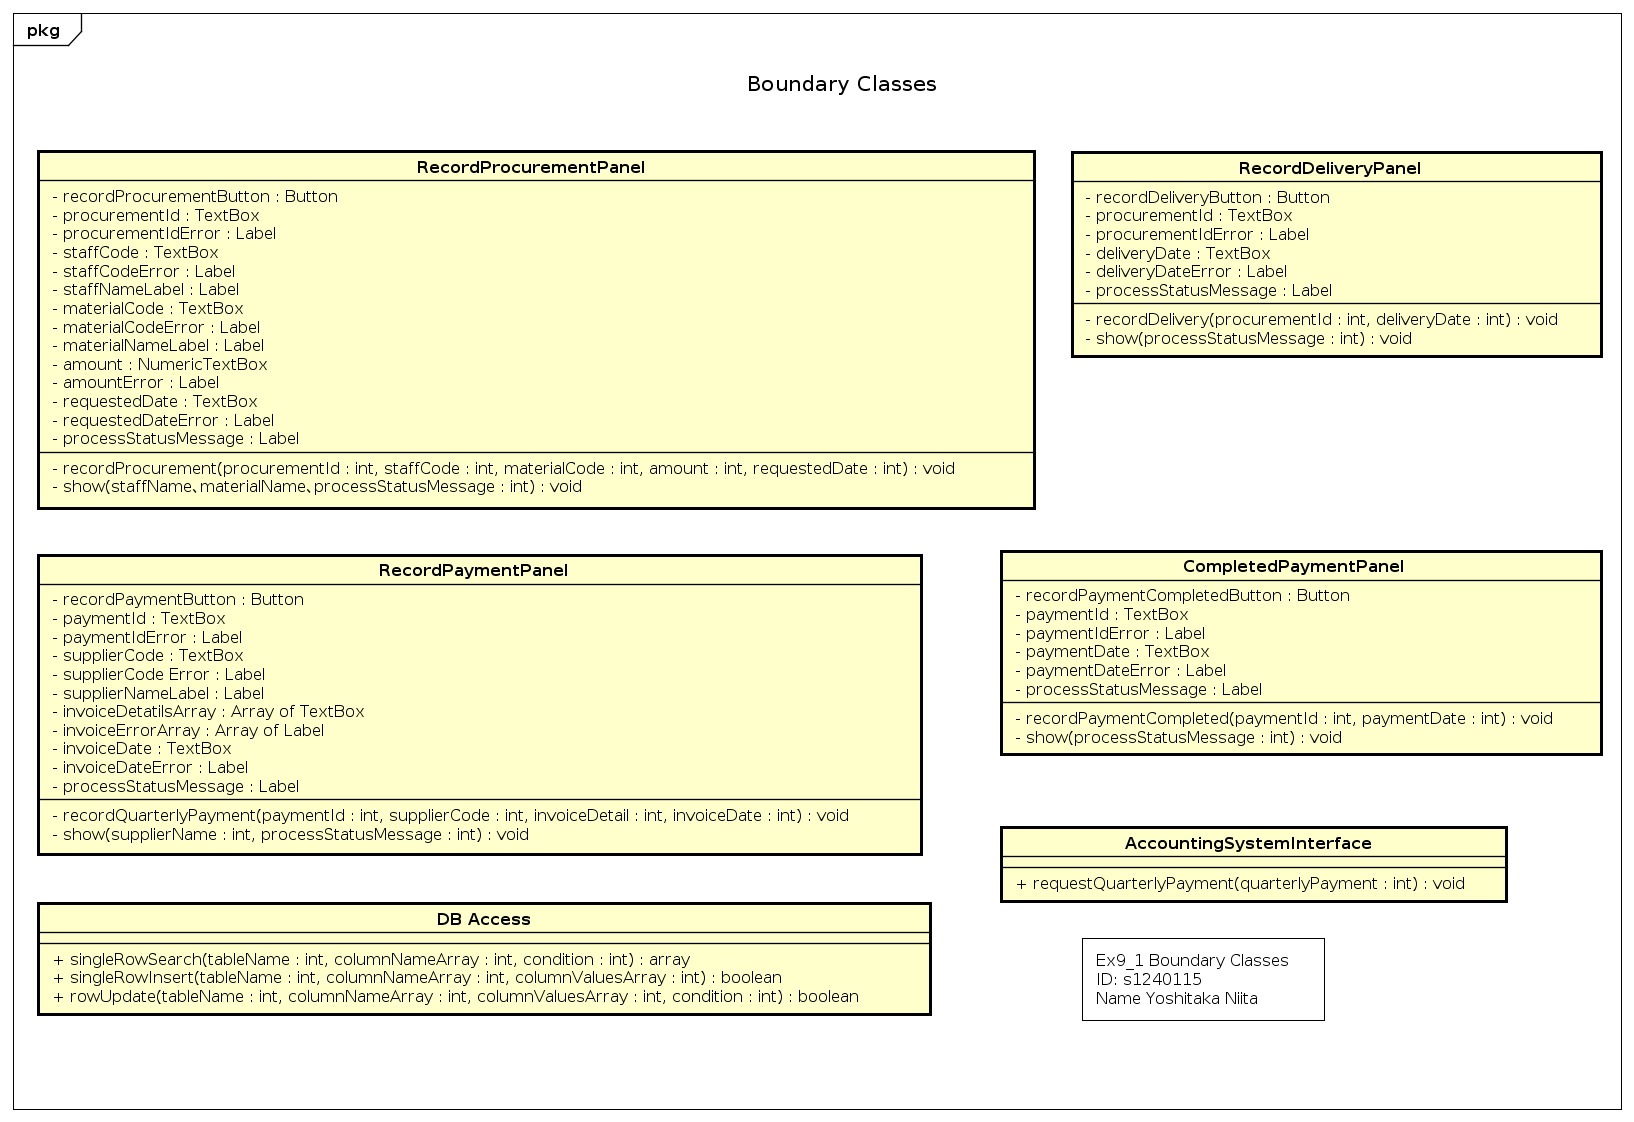 pkg
Boundary Classes
RecordProcurementPanel
- recordProcurementButton : Button
- procurementId : TextBox
- procurementIdError : Label
- staffCode : TextBox
- staffCodeError : Label
- staffNameLabel : Label
- materialCode : TextBox
- materialCodeError : Label
- materialNameLabel : Label
- amount : NumericTextBox
- amountError : Label
- requestedDate : TextBox
- requestedDateError : Label
- processStatusMessage : Label
- recordProcurement(procurementId : int, staffCode : int, materialCode : int, amount : int, requestedDate : int) : void
- show(staffName、materialName、processStatusMessage : int) : void
RecordDeliveryPanel
- recordDeliveryButton : Button
- procurementId : TextBox
- procurementIdError : Label
- deliveryDate : TextBox
- deliveryDateError : Label
- processStatusMessage : Label
- recordDelivery(procurementId : int, deliveryDate : int) : void
- show(processStatusMessage : int) : void
RecordPaymentPanel
- recordPaymentButton : Button
- paymentId : TextBox
- paymentIdError : Label
- supplierCode : TextBox
- supplierCode Error : Label
- supplierNameLabel : Label
- invoiceDetatilsArray : Array of TextBox
- invoiceErrorArray : Array of Label
- invoiceDate : TextBox
- invoiceDateError : Label
- processStatusMessage : Label
- recordQuarterlyPayment(paymentId : int, supplierCode : int, invoiceDetail : int, invoiceDate : int) : void
- show(supplierName : int, processStatusMessage : int) : void
CompletedPaymentPanel
- recordPaymentCompletedButton : Button
- paymentId : TextBox
- paymentIdError : Label
- paymentDate : TextBox
- paymentDateError : Label
- processStatusMessage : Label
- recordPaymentCompleted(paymentId : int, paymentDate : int) : void
- show(processStatusMessage : int) : void
AccountingSystemInterface
+ requestQuarterlyPayment(quarterlyPayment : int) : void
DB Access
+ singleRowSearch(tableName : int, columnNameArray : int, condition : int) : array
+ singleRowInsert(tableName : int, columnNameArray : int, columnValuesArray : int) : boolean
+ rowUpdate(tableName : int, columnNameArray : int, columnValuesArray : int, condition : int) : boolean
Ex9_1 Boundary Classes
ID: s1240115
Name Yoshitaka Niita